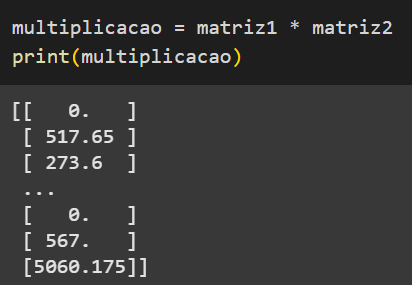 multiplicacao = matriz1 * matriz2
print(multiplicacao)
[[   0.   ]
 [ 517.65 ]
 [ 273.6  ]
 ...
 [   0.   ]
 [ 567.   ]
 [5060.175]]